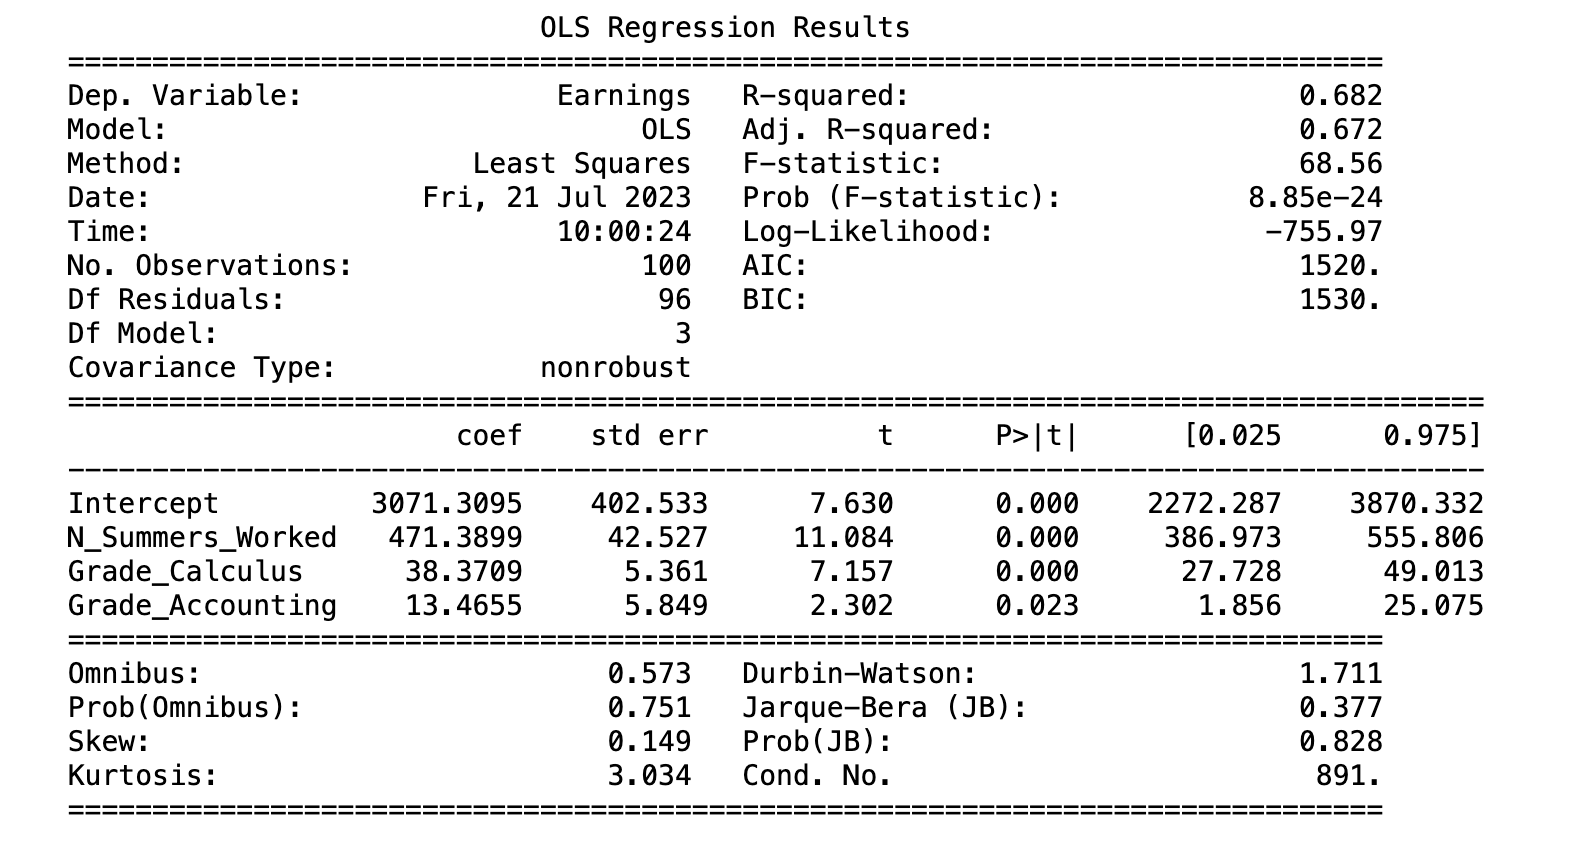 OLS Regression Results
==============================================================================
Dep. Variable:               Earnings   R-squared:                       0.682
Model:                            OLS   Adj. R-squared:                  0.672
Method:                 Least Squares   F-statistic:                     68.56
Date:                Fri, 21 Jul 2023   Prob (F-statistic):           8.85e-24
Time:                        10:00:24   Log-Likelihood:                -755.97
No. Observations:                 100   AIC:                             1520.
Df Residuals:                      96   BIC:                             1530.
Df Model:                           3
Covariance Type:            nonrobust
====================================================================================
                       coef    std err          t      P>|t|      [0.025      0.975]
------------------------------------------------------------------------------------
Intercept         3071.3095    402.533      7.630      0.000    2272.287    3870.332
N_Summers_Worked   471.3899     42.527     11.084      0.000     386.973     555.806
Grade_Calculus      38.3709      5.361      7.157      0.000      27.728      49.013
Grade_Accounting    13.4655      5.849      2.302      0.023       1.856      25.075
==============================================================================
Omnibus:                        0.573   Durbin-Watson:                   1.711
Prob(Omnibus):                  0.751   Jarque-Bera (JB):                0.377
Skew:                           0.149   Prob(JB):                        0.828
Kurtosis:                       3.034   Cond. No.                         891.
==============================================================================